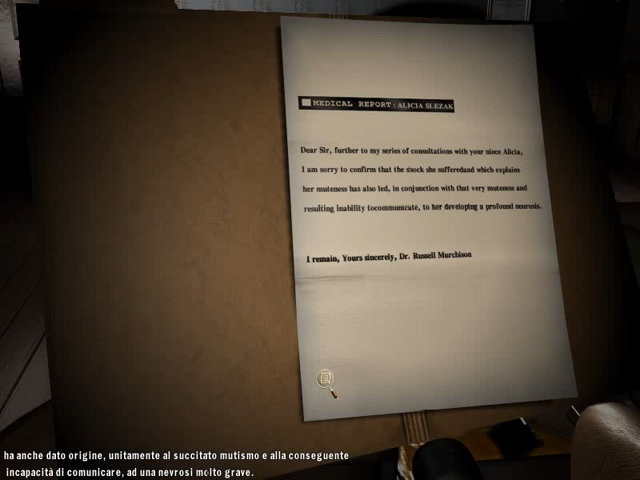 MEDICAL REPORT: ALICIA SLEZAK
Dear Sir, further to my series of consultations with your niece Alicia,
I am sorry to confirm that the shock she sufferedand which explains
her muteness has also led, in conjunction with that very muteness and
resulting inability tocommunicate, to her developing a profound neurosis.
I remain, Yours sincerely, Dr. Russell Murchison
ha anche dato origine, unitamente al succitato mutismo e alla conseguente
incapacità di comunicare, ad una nevrosi molto grave.